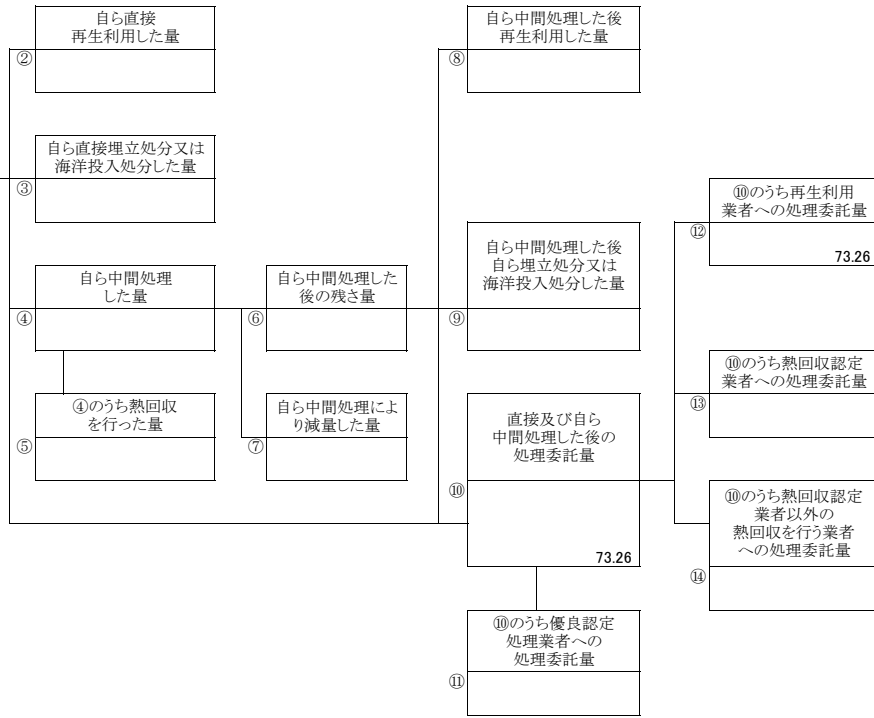 自ら直接
再生利用した量
②
自ら中間処理した後
再生利用した量
⑧
自ら直接埋立処分又は
海洋投入処分した量
③
⑩のうち再生利用
業者への処理委託量
⑫
73.26
自ら中間処理
した量
④
自ら中間処理した
後の残さ量
⑥
自ら中間処理した後
自ら埋立処分又は
海洋投入処分した量
⑨
⑩のうち熱回収認定
業者への処理委託量
⑬
④のうち熱回収
を行った量
⑤
自ら中間処理によ
り減量した量
⑦
直接及び自ら
中間処理した後の
処理委託量
⑩
73.26
⑩のうち熱回収認定
業者以外の
熱回収を行う業者
への処理委託量
⑭
⑩のうち優良認定
処理業者への
処理委託量
⑪